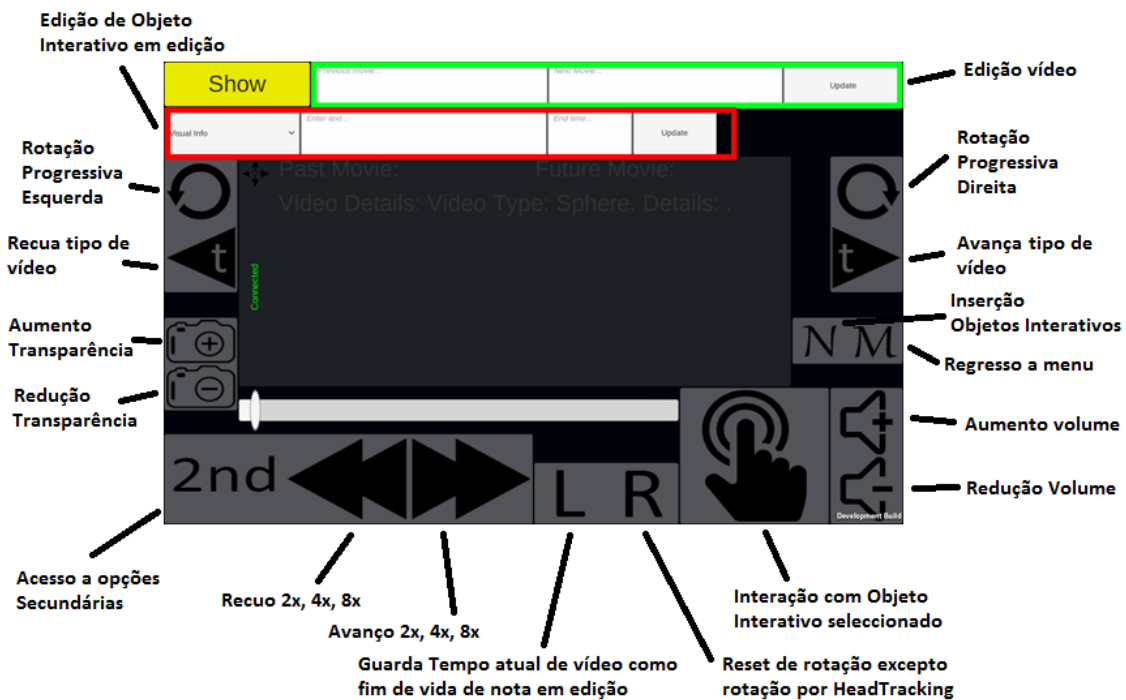 Edição de Objeto
Interativo em edição
Show
Previous movie...
Next Movie...
Update
Edição vídeo
Visual Info
Enter text...
End time...
Update
Rotação
Progressiva
Esquerda
Past Movie:
Future Movie:
Video Details: Video Type: Sphere. Details: .
Rotação
Progressiva
Direita
Recua tipo de
vídeo
t
Connected
t
Avança tipo de
vídeo
Aumento
Transparência
Inserção
Objetos Interativos
N M
Regresso a menu
Redução
Transparência
Aumento volume
2nd
L R
Redução Volume
Development Build
Acesso a opções
Secundárias
Recuo 2x, 4x, 8x
Avanço 2x, 4x, 8x
Guarda Tempo atual de vídeo como
fim de vida de nota em edição
Interação com Objeto
Interativo seleccionado
Reset de rotação excepto
rotação por HeadTracking